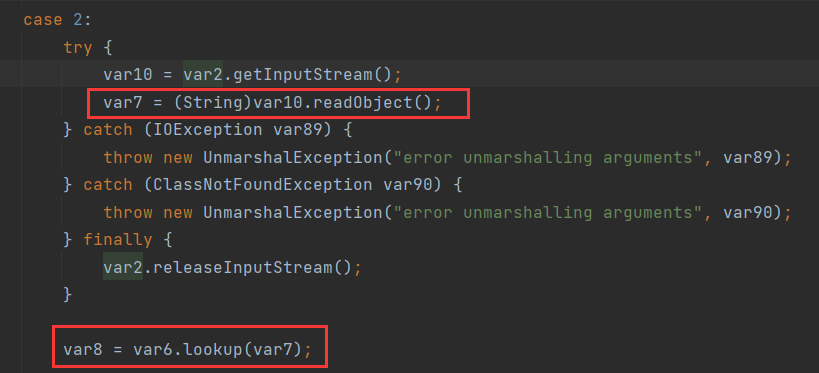 case 2:
try {
var10 = var2.getInputStream();
var7 = (String)var10.readObject();
} catch (IOException var89) {
throw new UnmarshalException("error unmarshalling arguments", var89);
} catch (ClassNotFoundException var90) {
throw new UnmarshalException("error unmarshalling arguments", var90);
} finally {
var2.releaseInputStream();
}
var8 = var6.lookup(var7);